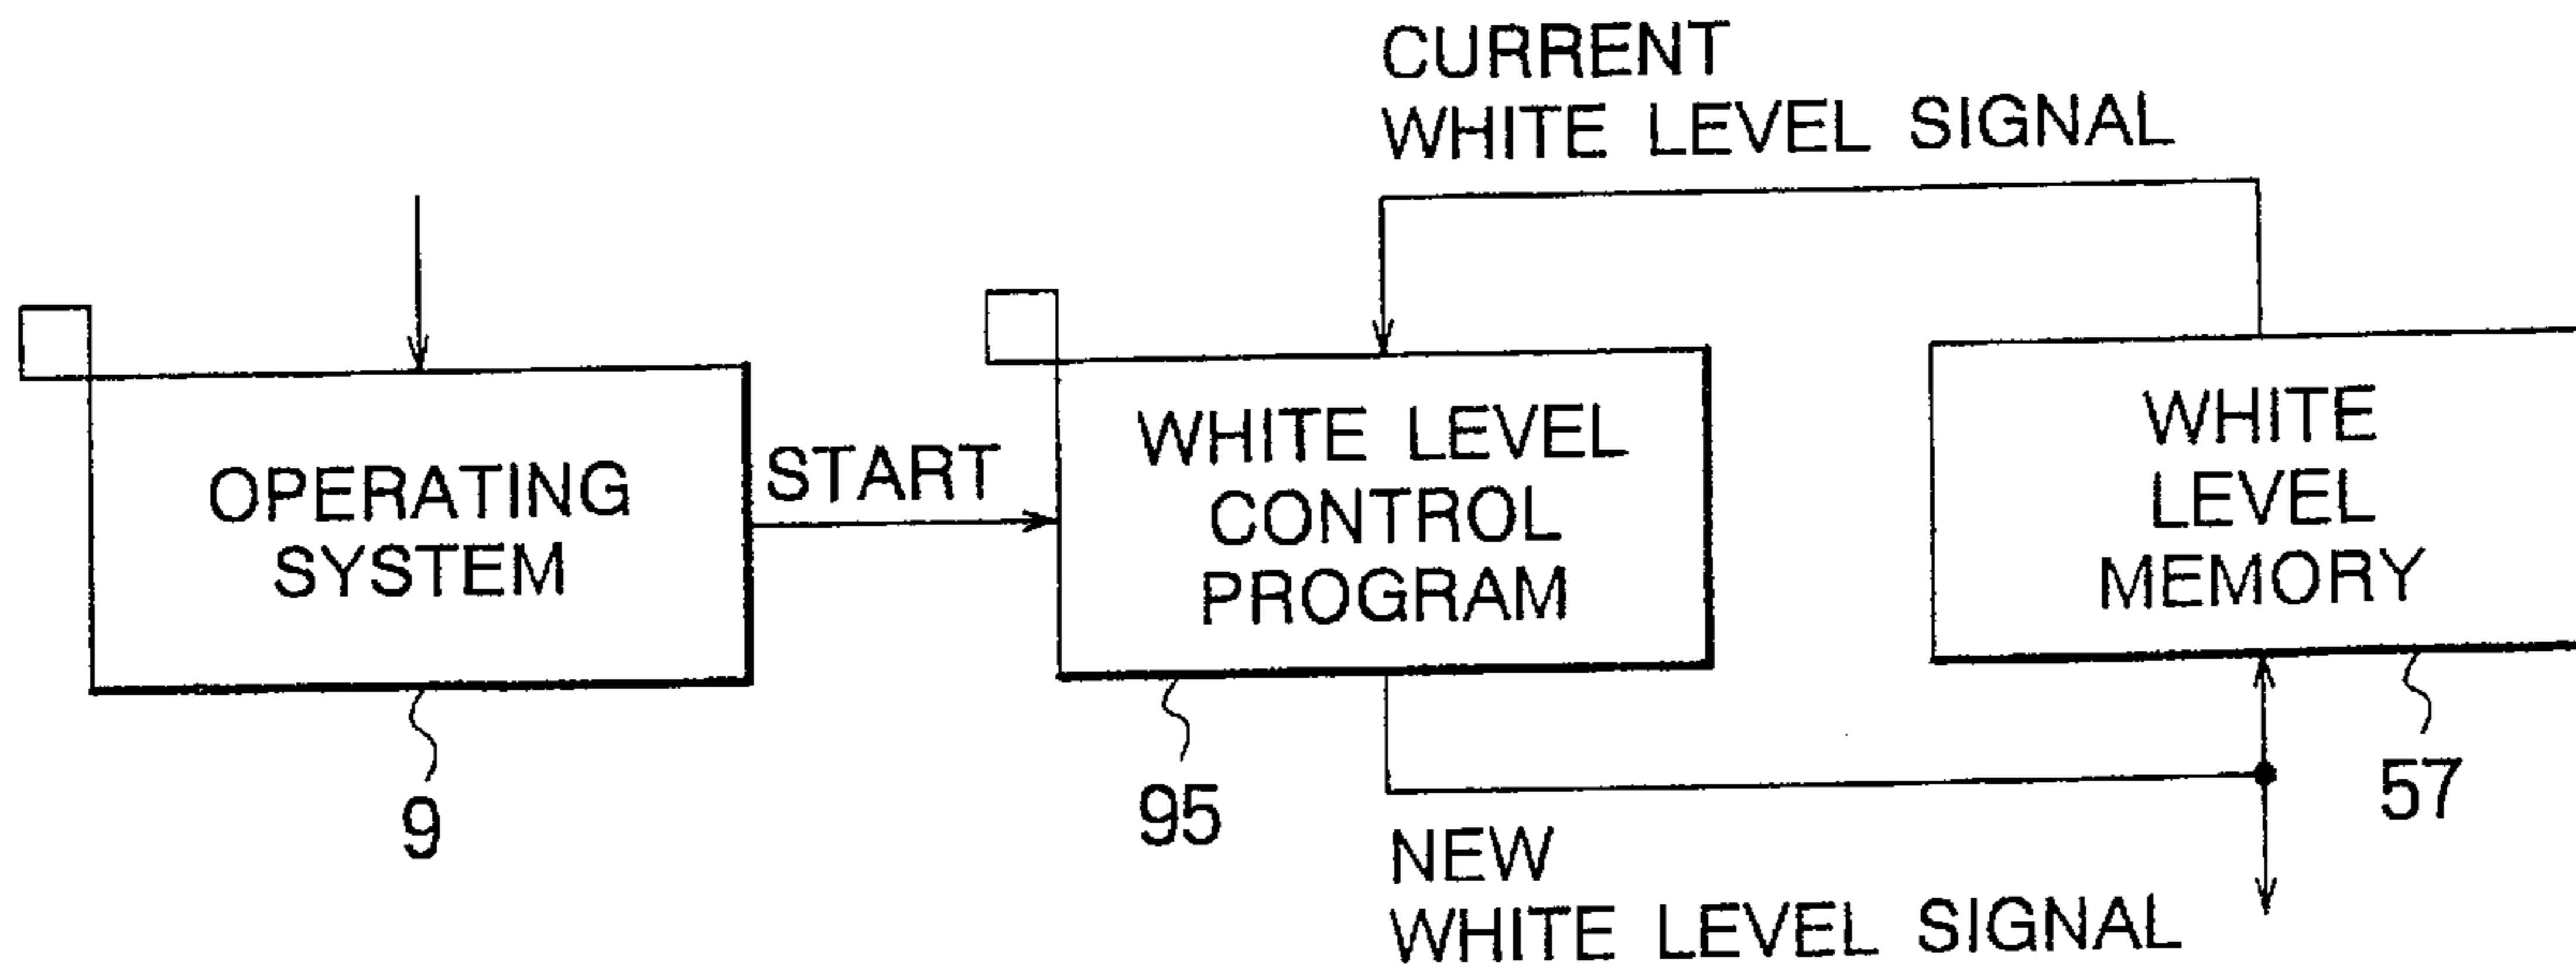 CURRENT
WHITE LEVEL SIGNAL
OPERATING
SYSTEM
START
WHITE LEVEL
CONTROL
PROGRAM
WHITE
LEVEL
MEMORY
9
95
57
NEW
WHITE LEVEL SIGNAL